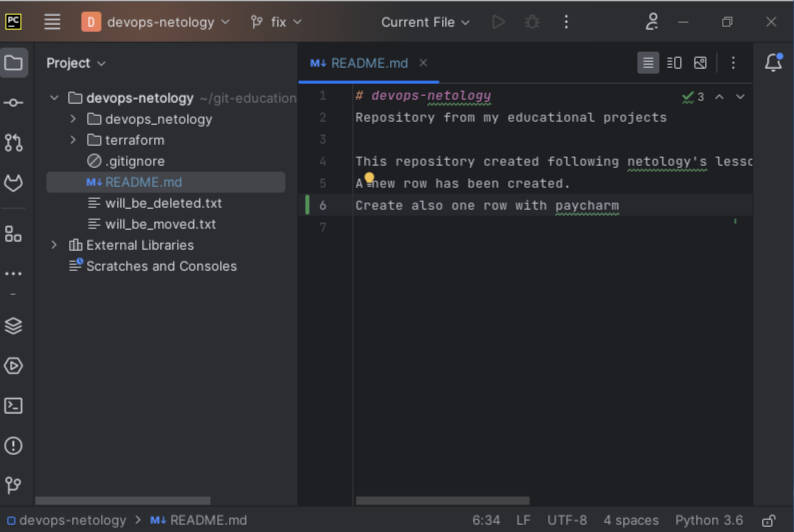 PC D devops-netology fix Current File
Project
M↓ README.md
devops-netology ~/git-education
devops_netology
terraform
.gitignore
M↓ README.md
will_be_deleted.txt
will_be_moved.txt
External Libraries
Scratches and Consoles
1 # devops-netology 3
2 Repository from my educational projects
3
4 This repository created following netology's lesso
5 A new row has been created.
6 Create also one row with paycharm
7
devops-netology M↓ README.md 6:34 LF UTF-8 4 spaces Python 3.6